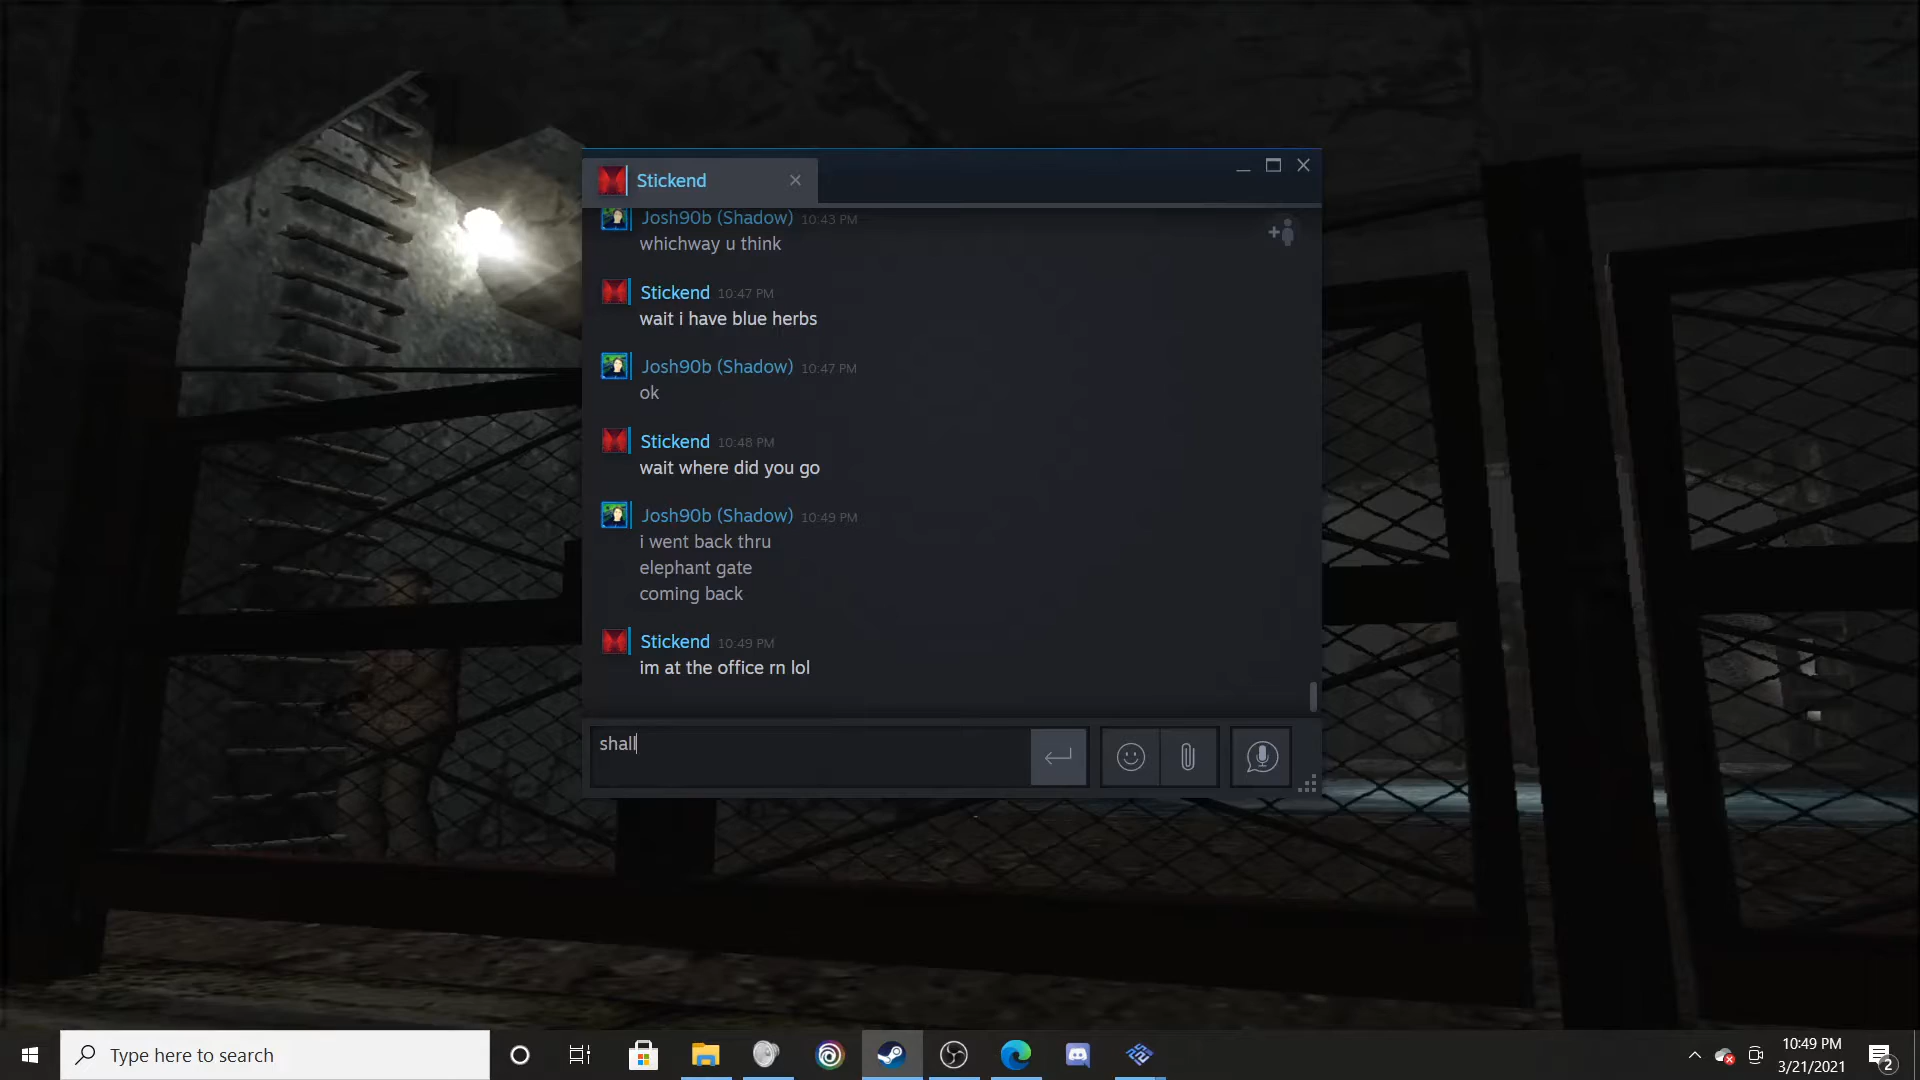 Stickend
Josh90b (Shadow) 10:43 PM
whichway u think
Stickend 10:47 PM
wait i have blue herbs
Josh90b (Shadow) 10:47 PM
ok
Stickend 10:48 PM
wait where did you go
Josh90b (Shadow) 10:49 PM
i went back thru
elephant gate
coming back
Stickend 10:49 PM
im at the office rn lol
shall
Type here to search
10:49 PM
3/21/2021
2